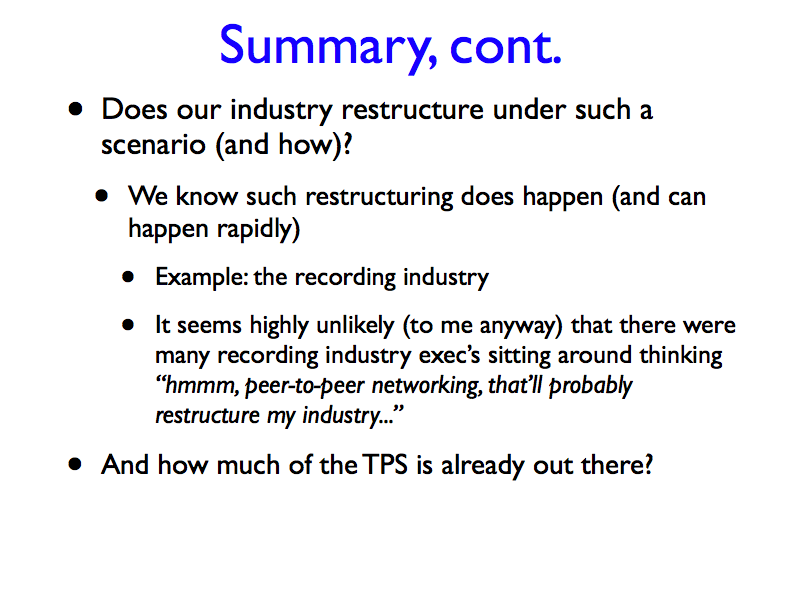 Summary, cont.
• Does our industry restructure under such a
scenario (and how)?
• We know such restructuring does happen (and can
happen rapidly)
• Example: the recording industry
• It seems highly unlikely (to me anyway) that there were
many recording industry exec's sitting around thinking
“hmmm, peer-to-peer networking, that'll probably
restructure my industry...”
• And how much of the TPS is already out there?